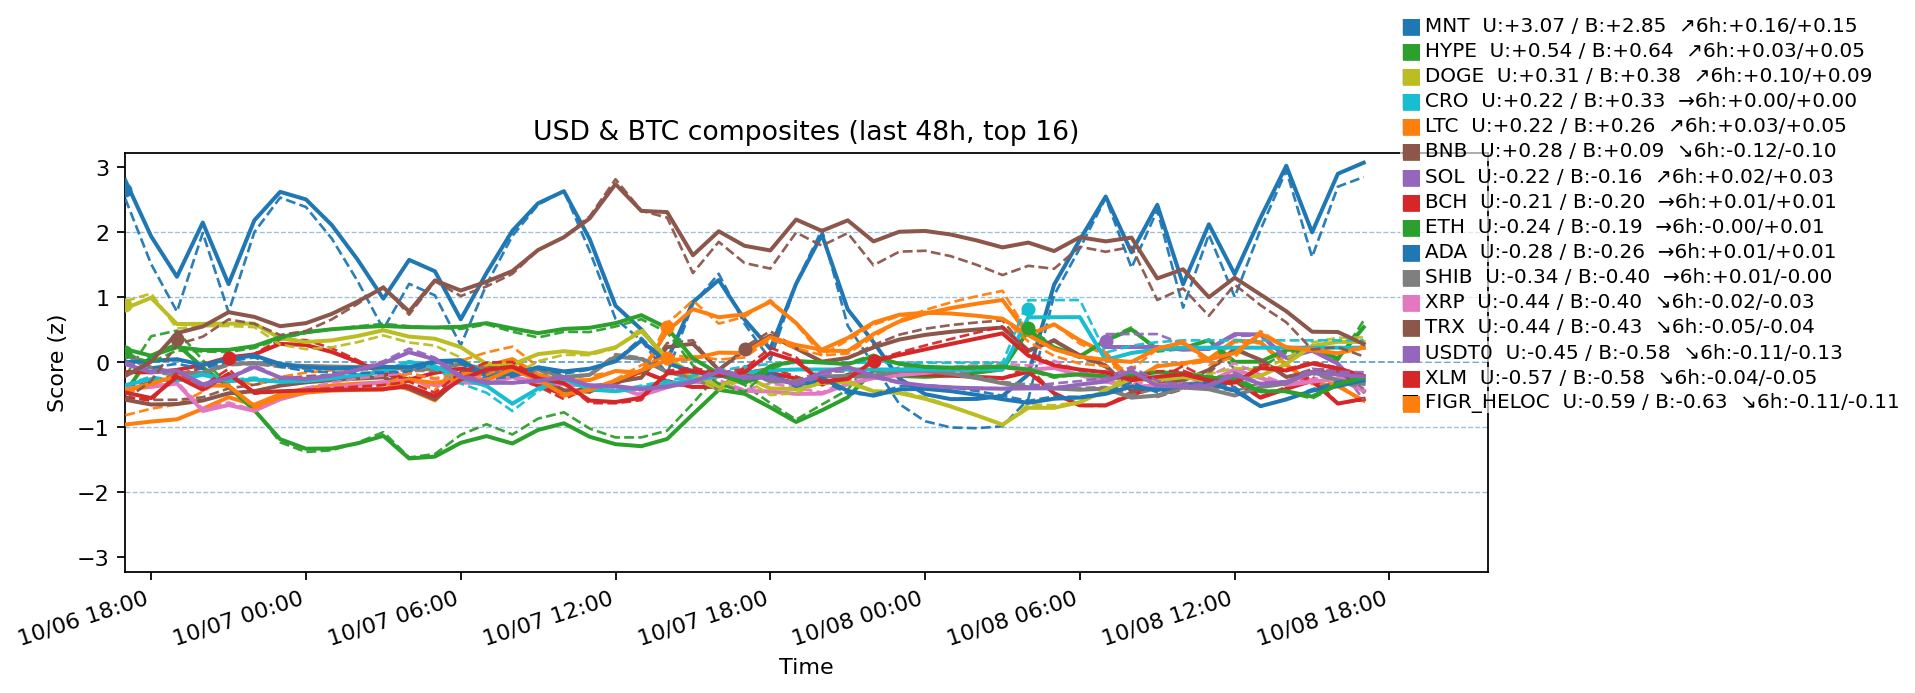 MNT  U:+3.07 / B:+2.85  ↗6h:+0.16/+0.15
HYPE  U:+0.54 / B:+0.64  ↗6h:+0.03/+0.05
DOGE  U:+0.31 / B:+0.38  ↗6h:+0.10/+0.09
CRO  U:+0.22 / B:+0.33  →6h:+0.00/+0.00
LTC  U:+0.22 / B:+0.26  ↗6h:+0.03/+0.05
BNB  U:+0.28 / B:+0.09  ↘6h:-0.12/-0.10
SOL  U:-0.22 / B:-0.16  ↗6h:+0.02/+0.03
BCH  U:-0.21 / B:-0.20  →6h:+0.01/+0.01
ETH  U:-0.24 / B:-0.19  →6h:-0.00/+0.01
ADA  U:-0.28 / B:-0.26  →6h:+0.01/+0.01
SHIB  U:-0.34 / B:-0.40  →6h:+0.01/-0.00
XRP  U:-0.44 / B:-0.40  ↘6h:-0.02/-0.03
TRX  U:-0.44 / B:-0.43  ↘6h:-0.05/-0.04
USDT0  U:-0.45 / B:-0.58  ↘6h:-0.11/-0.13
XLM  U:-0.57 / B:-0.58  ↘6h:-0.04/-0.05
FIGR_HELOC  U:-0.59 / B:-0.63  ↘6h:-0.11/-0.11
USD & BTC composites (last 48h, top 16)
Score (z)
3
2
1
0
−1
−2
−3
10/06 18:00
10/07 00:00
10/07 06:00
10/07 12:00
10/07 18:00
10/08 00:00
10/08 06:00
10/08 12:00
10/08 18:00
Time